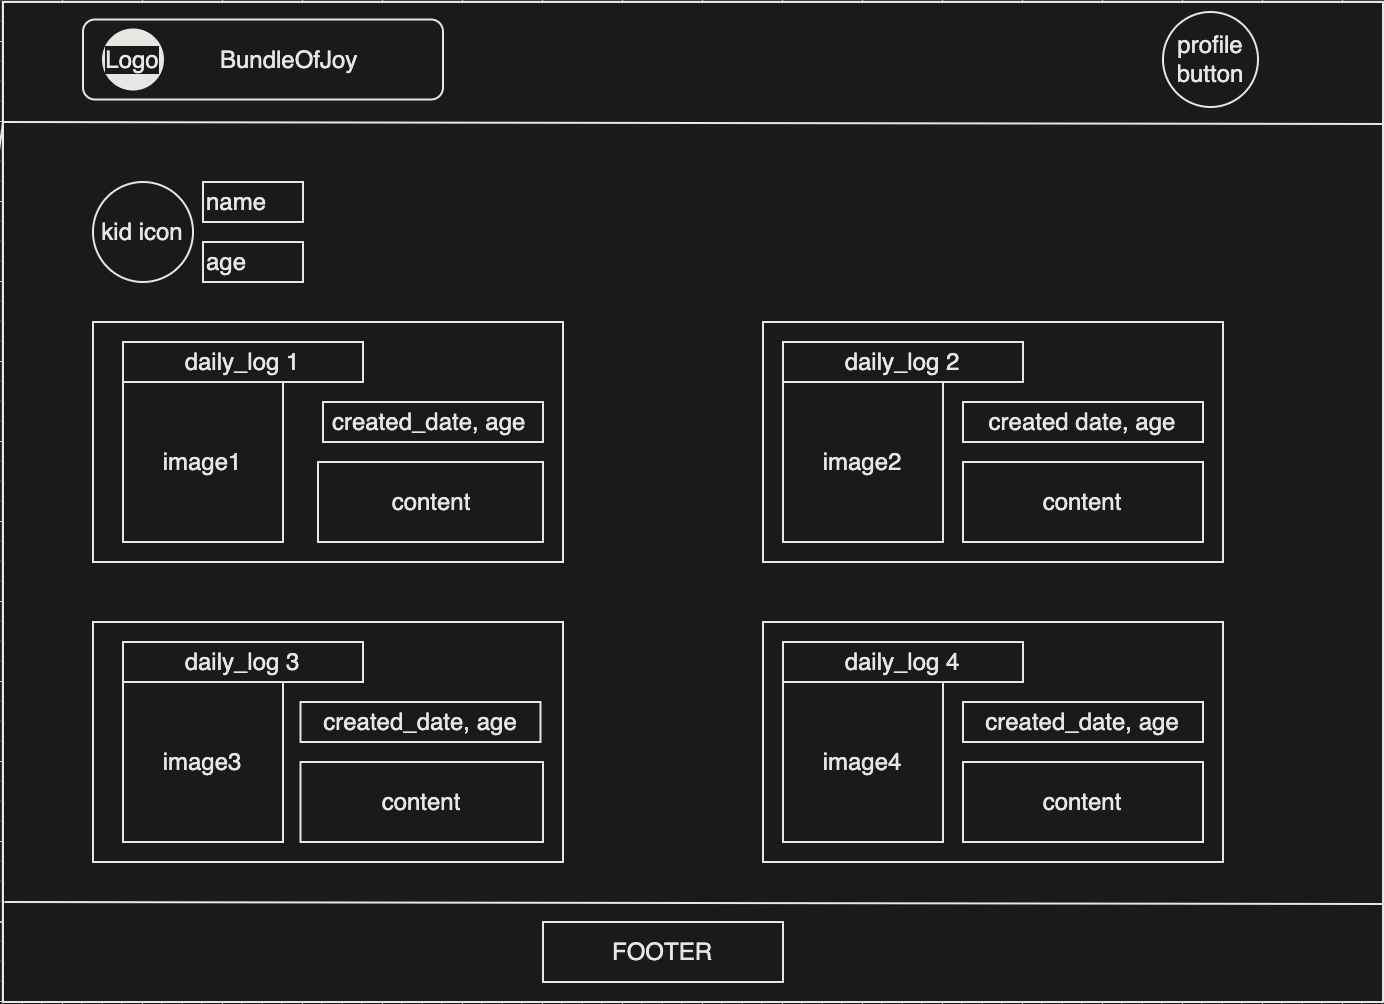 Logo
BundleOfJoy
profile
button
kid icon
name
age
daily_log 1
image1
created_date, age
content
daily_log 2
image2
created date, age
content
daily_log 3
image3
created_date, age
content
daily_log 4
image4
created_date, age
content
FOOTER